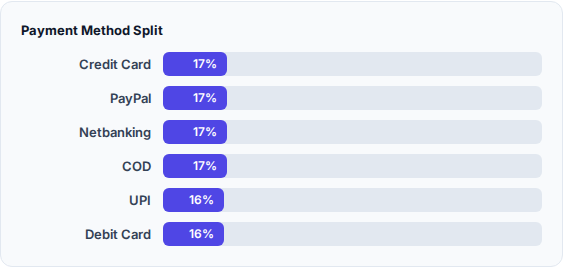 Payment Method Split
Credit Card 17%
PayPal 17%
Netbanking 17%
COD 17%
UPI 16%
Debit Card 16%